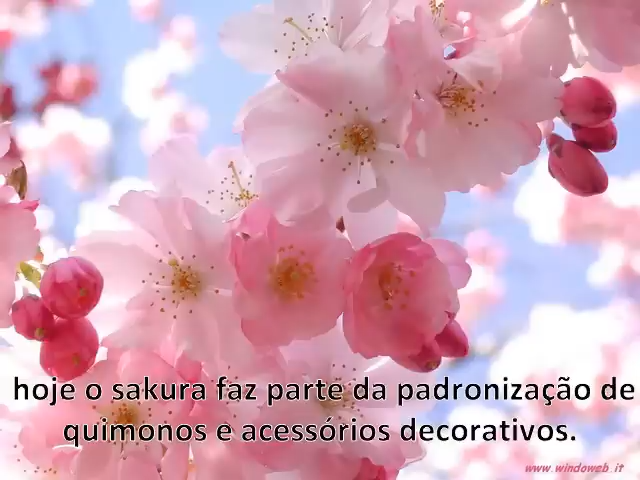 hoje o sakura faz parte da padronização de
quimonos e acessórios decorativos.
www.windoweb.it